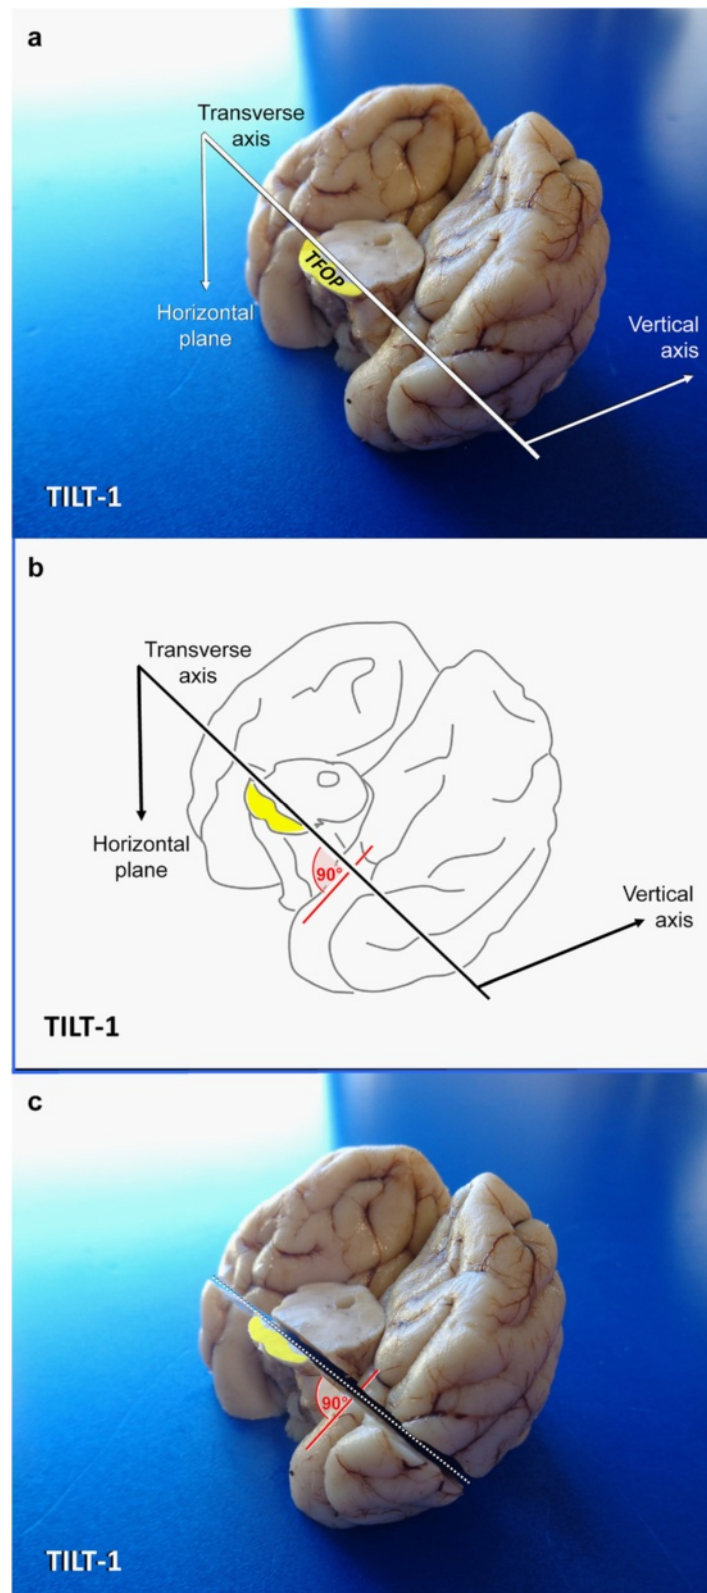 a
Transverse
axis
TFOP
Horizontal
plane
Vertical
axis
TILT-1
b
Transverse
axis
Horizontal
plane
90°
Vertical
axis
TILT-1
c
90°
TILT-1